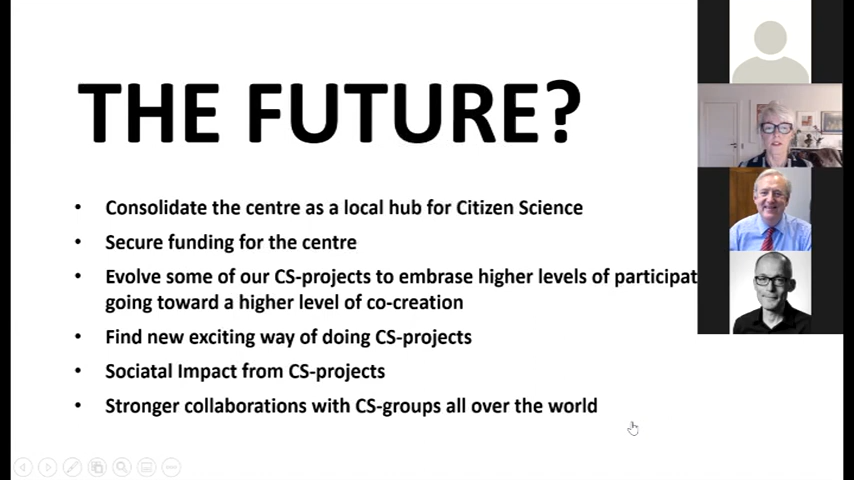 THE FUTURE?
• Consolidate the centre as a local hub for Citizen Science
• Secure funding for the centre
• Evolve some of our CS-projects to embrase higher levels of participat
going toward a higher level of co-creation
• Find new exciting way of doing CS-projects
• Sociatal Impact from CS-projects
• Stronger collaborations with CS-groups all over the world